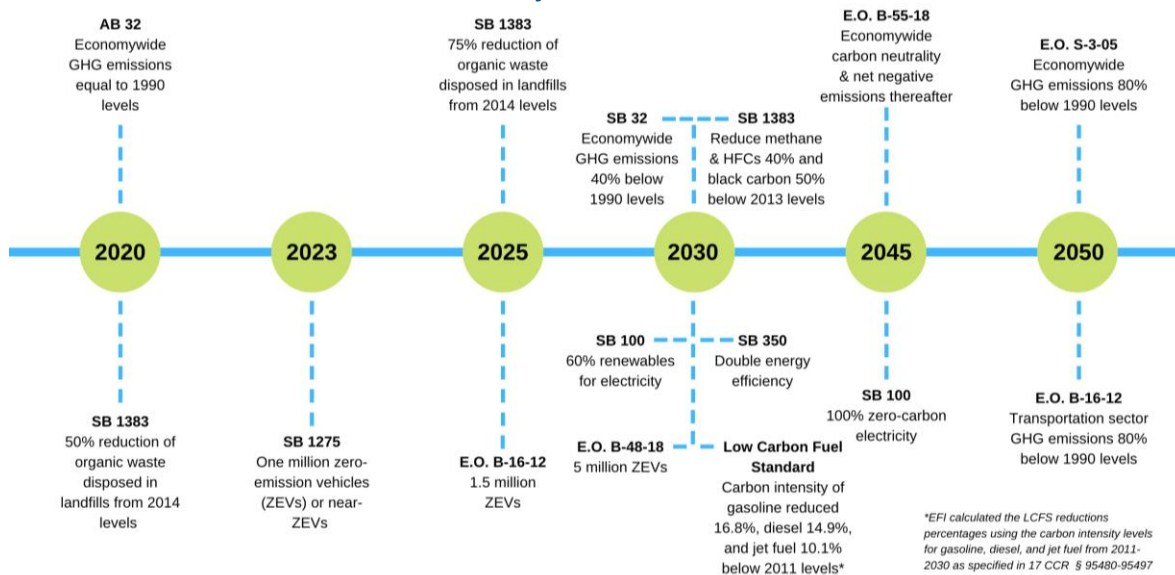 AB 32
Economywide
GHG emissions
equal to 1990
levels
SB 1383
75% reduction of
organic waste
disposed in landfills
from 2014 levels
SB 32
Economywide
GHG emissions
40% below
1990 levels
SB 1383
Reduce methane
& HFCs 40% and
black carbon 50%
below 2013 levels
E.O. B-55-18
Economywide
carbon neutrality
& net negative
emissions thereafter
E.O. S-3-05
Economywide
GHG emissions 80%
below 1990 levels
2020
2023
2025
2030
2045
2050
SB 1383
50% reduction of
organic waste
disposed in
landfills from 2014
levels
SB 1275
One million zero-
emission vehicles
(ZEVs) or near-
ZEVs
E.O. B-16-12
1.5 million
ZEVs
SB 100
60% renewables
for electricity
SB 350
Double energy
efficiency
E.O. B-48-18
5 million ZEVs
Low Carbon Fuel
Standard
Carbon intensity of
gasoline reduced
16.8%, diesel 14.9%,
and jet fuel 10.1%
below 2011 levels*
SB 100
100% zero-carbon
electricity
E.O. B-16-12
Transportation sector
GHG emissions 80%
below 1990 levels
*EFI calculated the LCFS reductions
percentages using the carbon intensity levels
for gasoline, diesel, and jet fuel from 2011-
2030 as specified in 17 CCR § 95480-95497